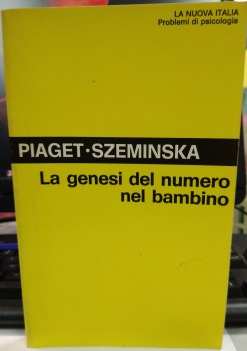 LA NUOVA ITALIA
Problemi di psicologia
PIAGET·SZEMINSKA
La genesi del numero
nel bambino